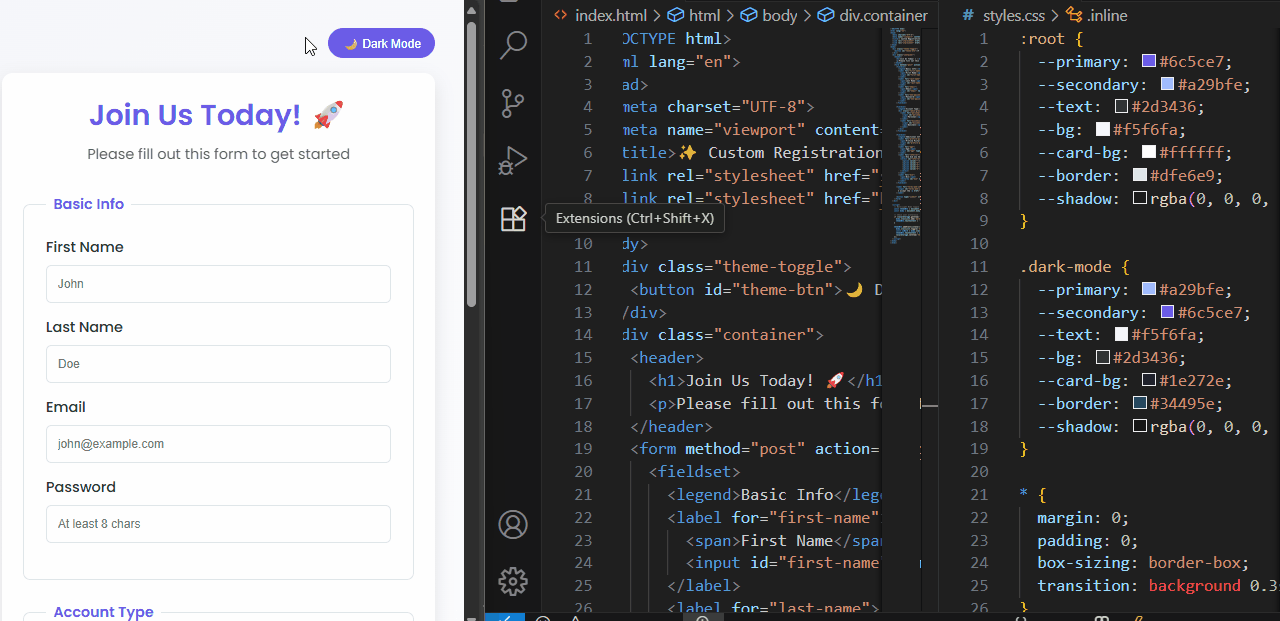 🌙 Dark Mode
Join Us Today! 🚀
Please fill out this form to get started
Basic Info
First Name
John
Last Name
Doe
Email
john@example.com
Password
At least 8 chars
Account Type
Extensions (Ctrl+Shift+X)
<> index.html > html > body > div.container
1 OCTYPE html>
2 ml lang="en">
3 ad>
4 meta charset="UTF-8">
5 meta name="viewport" content=
6 title>✨ Custom Registration
7 link rel="stylesheet" href="
8 link rel="stylesheet" href="
10 dy>
11 div class="theme-toggle">
12 <button id="theme-btn">🌙 D
13 /div>
14 div class="container">
15 <header>
16 <h1>Join Us Today! 🚀</h1
17 <p>Please fill out this f
18 </header>
19 <form method="post" action=
20 <fieldset>
21 <legend>Basic Info</leg
22 <label for="first-name"
23 <span>First Name</spa
24 <input id="first-name
25 </label>
26 <label for="last-name">
# styles.css > .inline
1 :root {
2 --primary: #6c5ce7;
3 --secondary: #a29bfe;
4 --text: #2d3436;
5 --bg: #f5f6fa;
6 --card-bg: #ffffff;
7 --border: #dfe6e9;
8 --shadow: rgba(0, 0, 0,
9 }
10
11 .dark-mode {
12 --primary: #a29bfe;
13 --secondary: #6c5ce7;
14 --text: #f5f6fa;
15 --bg: #2d3436;
16 --card-bg: #1e272e;
17 --border: #34495e;
18 --shadow: rgba(0, 0, 0,
19 }
20
21 * {
22 margin: 0;
23 padding: 0;
24 box-sizing: border-box;
25 transition: background 0.3
26 }